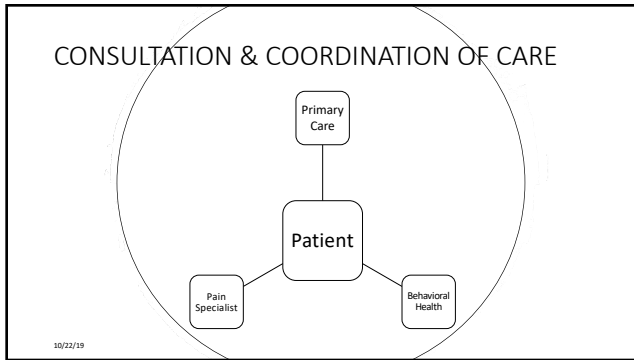 CONSULTATION & COORDINATION OF CARE
Primary
Care
Patient
Pain
Specialist
Behavioral
Health
10/22/19